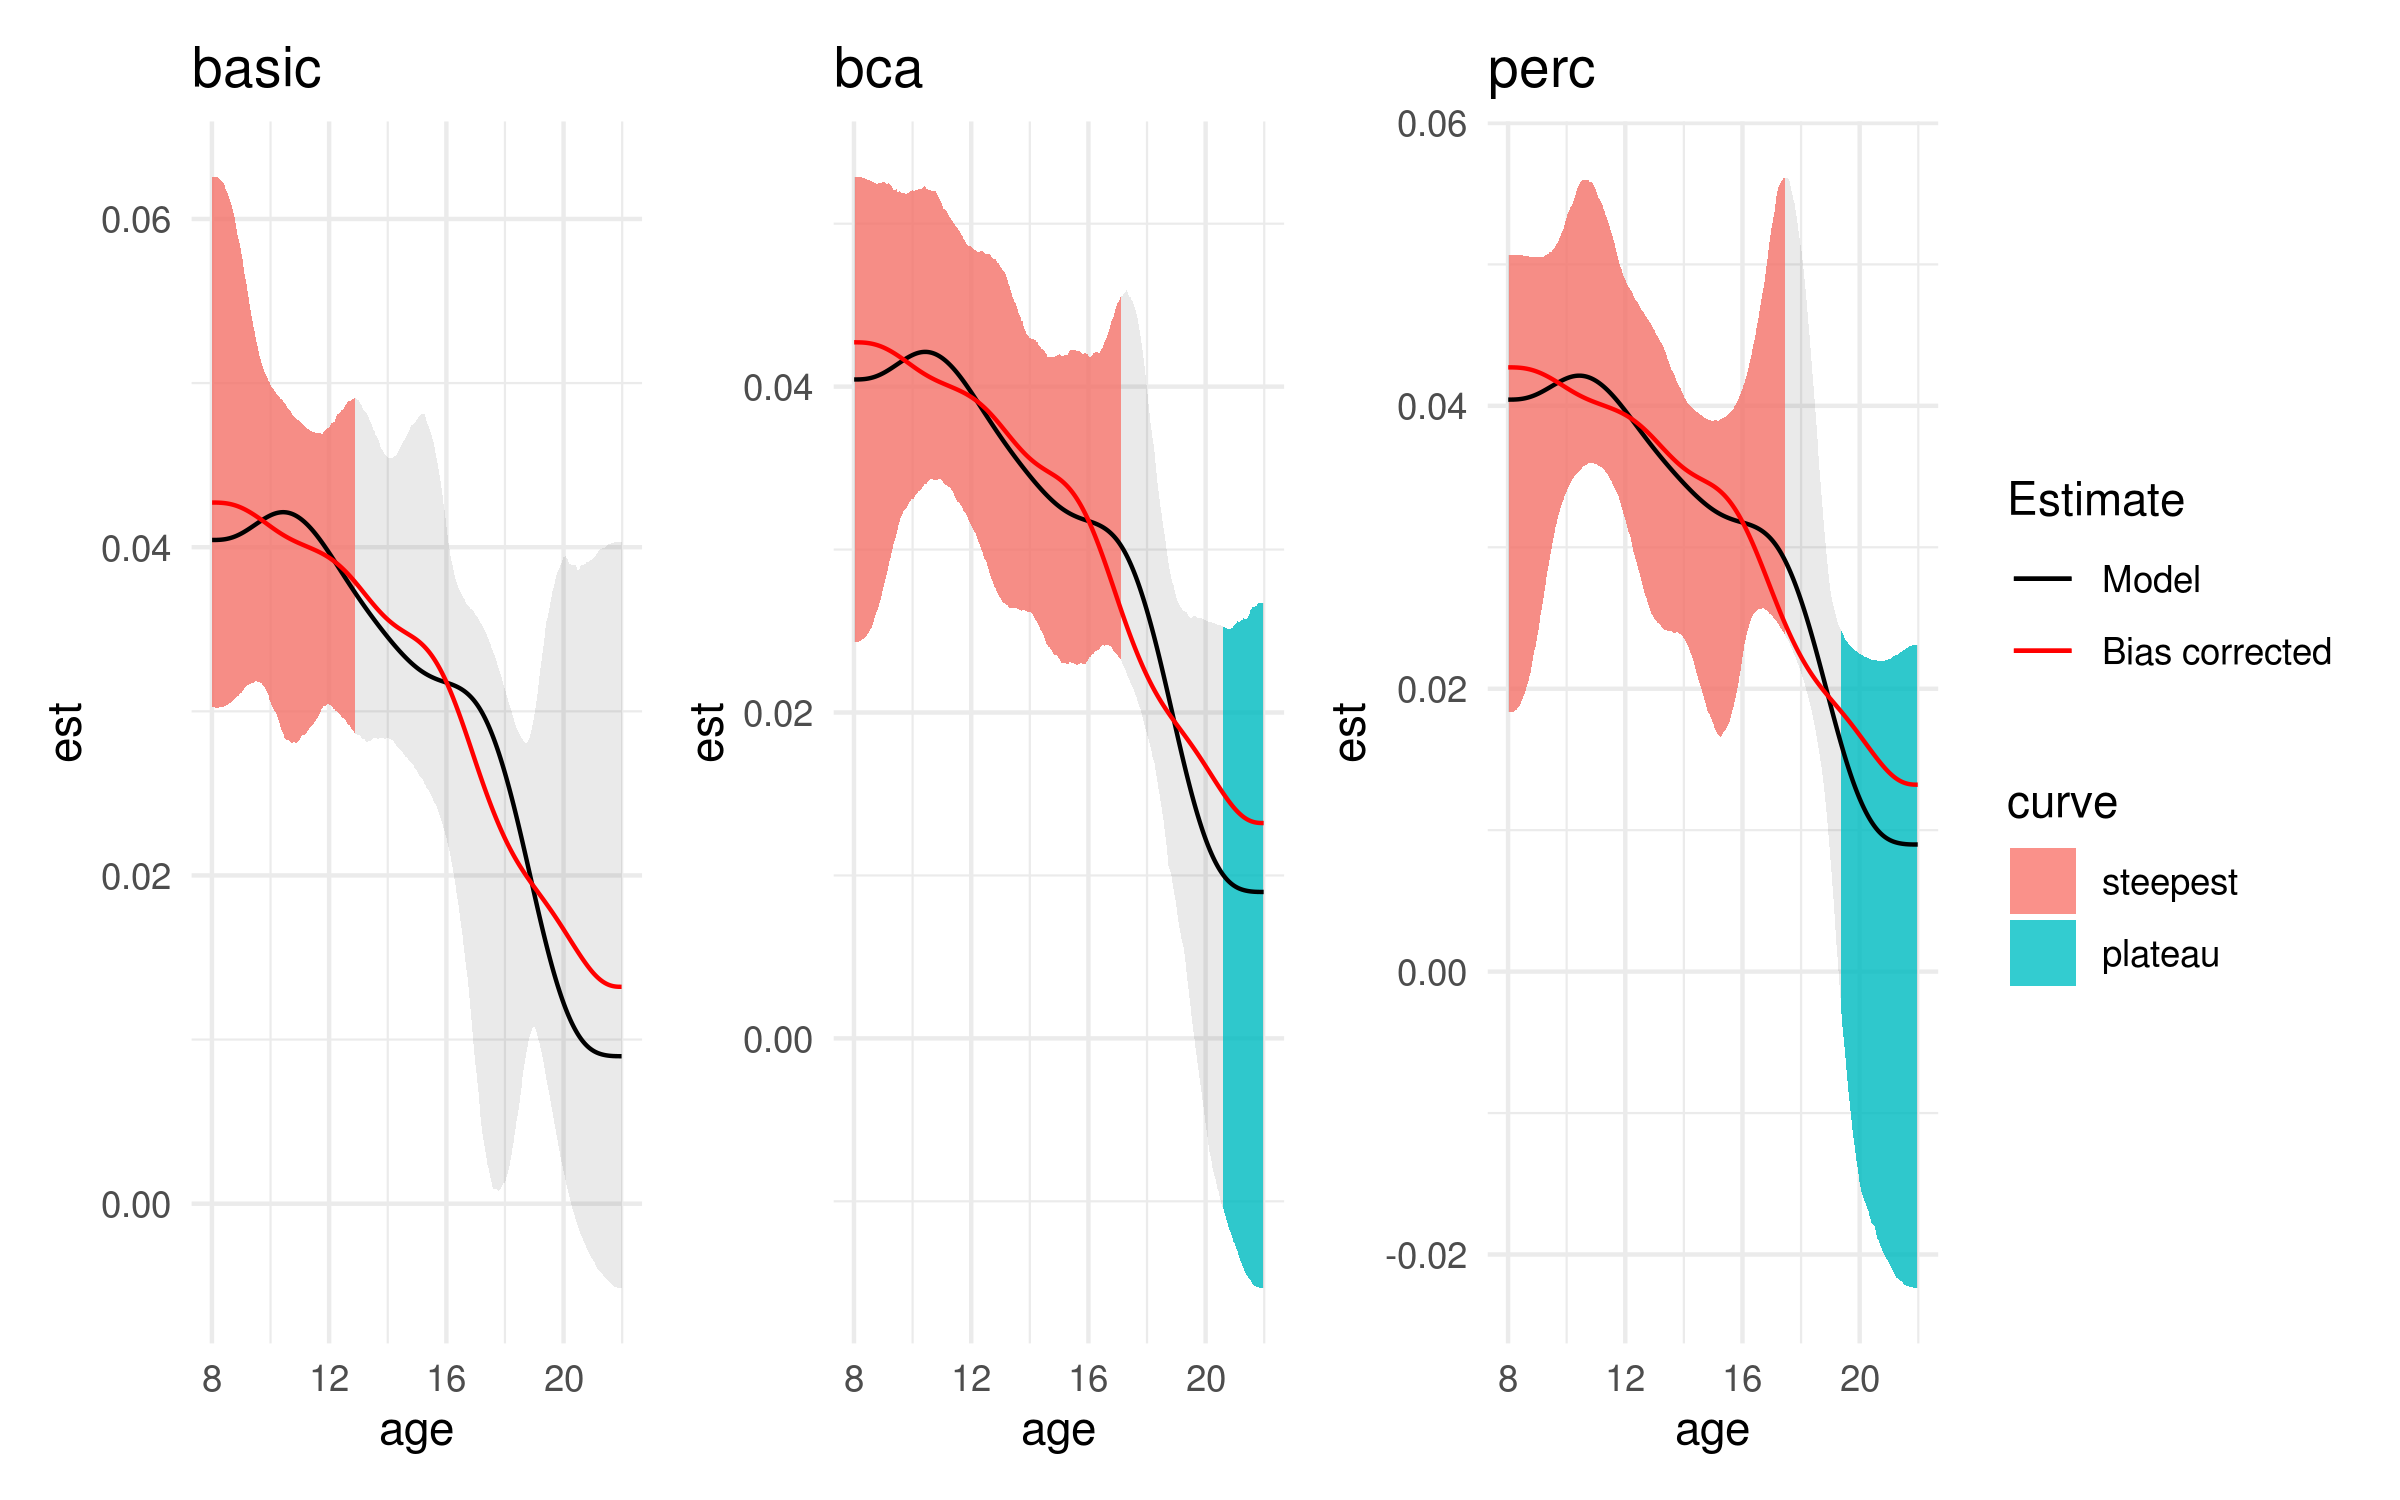 basic
bca
perc
est
0.06
0.04
0.02
0.00
8 12 16 20
age
est
0.04
0.02
0.00
8 12 16 20
age
est
0.06
0.04
0.02
0.00
-0.02
8 12 16 20
age
Estimate
Model
Bias corrected
curve
steepest
plateau